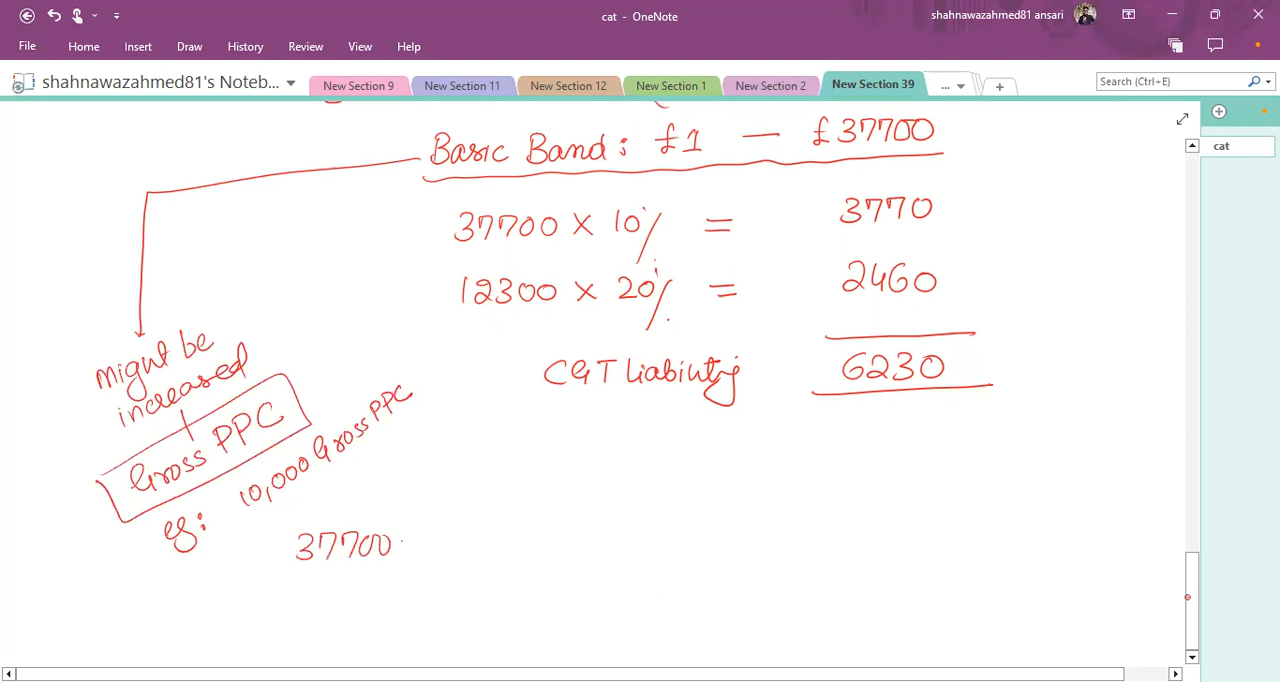 cat - OneNote
shahnawazahmed81 ansari
File Home Insert Draw History Review View Help
shahnawazahmed81's Noteb... New Section 9 New Section 11 New Section 12 New Section 1 New Section 2 New Section 39 ... Search (Ctrl+E)
cat
Basic Band: £1 — £37700
37700 × 10% = 3770
12300 × 20% = 2460
CGT liability 6230
might be
increased
Gross PPC
eg: 10,000 Gross PPC
37700